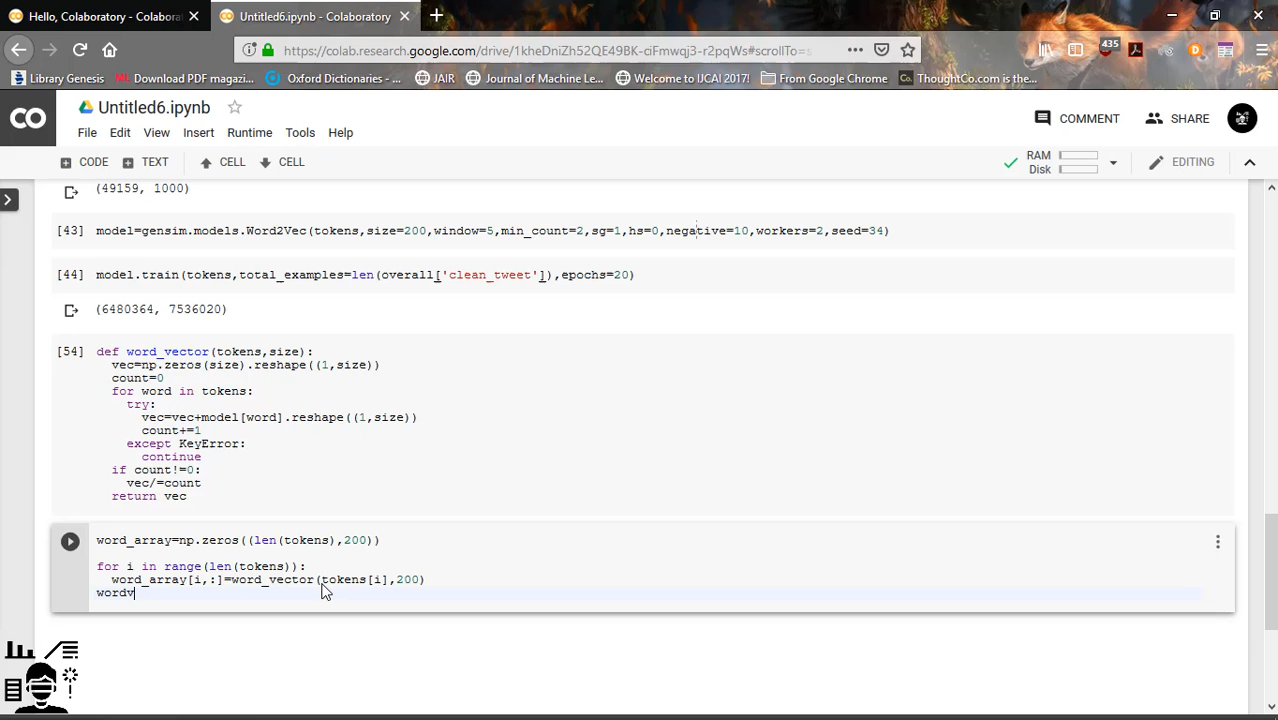 Hello, Colaboratory - Colaboratory
Untitled6.ipynb - Colaboratory
https://colab.research.google.com/drive/1kheDniZh52QE49BK-ciFmwqj3-r2pqWs#scrollTo=
435
Library Genesis
ML Download PDF magazi...
Oxford Dictionaries - ...
JAIR
Journal of Machine Le...
Welcome to IJCAI 2017!
From Google Chrome
Co. ThoughtCo.com is the...
CO
Untitled6.ipynb
File Edit View Insert Runtime Tools Help
COMMENT
SHARE
CODE TEXT CELL CELL
RAM
Disk
EDITING
(49159, 1000)
[43] model=gensim.models.Word2Vec(tokens,size=200,window=5,min_count=2,sg=1,hs=0,negative=10,workers=2,seed=34)
[44] model.train(tokens,total_examples=len(overall['clean_tweet']),epochs=20)
(6480364, 7536020)
[54] def word_vector(tokens,size):
vec=np.zeros(size).reshape((1,size))
count=0
for word in tokens:
try:
vec=vec+model[word].reshape((1,size))
count+=1
except KeyError:
continue
if count!=0:
vec/=count
return vec
word_array=np.zeros((len(tokens),200))
for i in range(len(tokens)):
word_array[i,:]=word_vector(tokens[i],200)
wordv